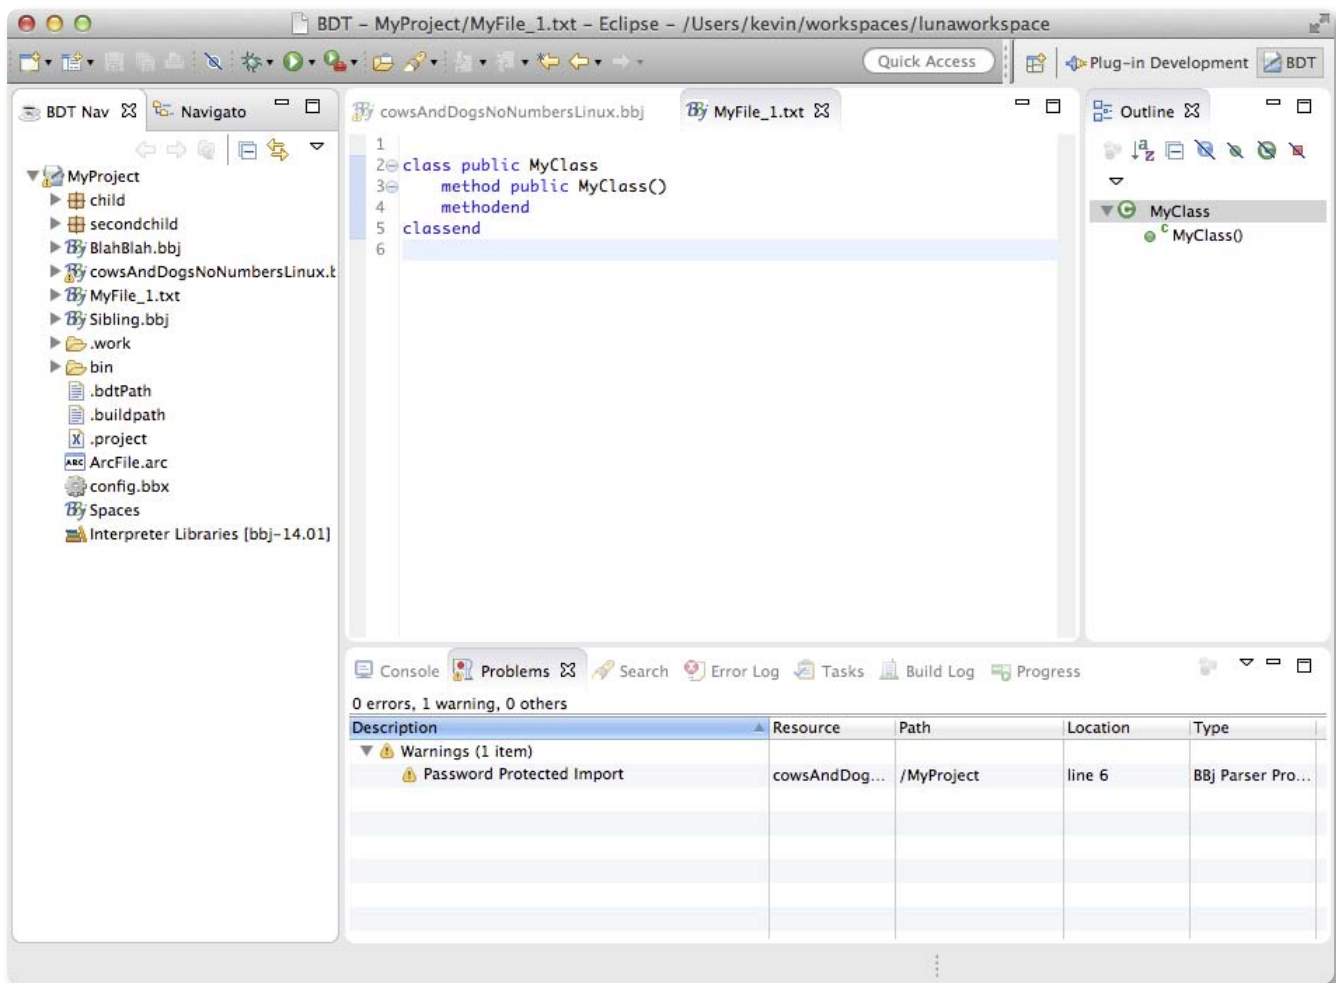 BDT – MyProject/MyFile_1.txt – Eclipse – /Users/kevin/workspaces/lunaworkspace
Quick Access
Plug-in Development
BDT
BDT Nav
Navigato
MyProject
child
secondchild
BlahBlah.bbj
cowsAndDogsNoNumbersLinux.b
MyFile_1.txt
Sibling.bbj
.work
bin
.bdtPath
.buildpath
.project
ArcFile.arc
config.bbx
Spaces
Interpreter Libraries [bbj-14.01]
cowsAndDogsNoNumbersLinux.bbj
MyFile_1.txt
1
2 class public MyClass
3     method public MyClass()
4     methodend
5 classend
6
Outline
MyClass
MyClass()
Console
Problems
Search
Error Log
Tasks
Build Log
Progress
0 errors, 1 warning, 0 others
Description Resource Path Location Type
Warnings (1 item)
Password Protected Import cowsAndDog... /MyProject line 6 BBj Parser Pro...